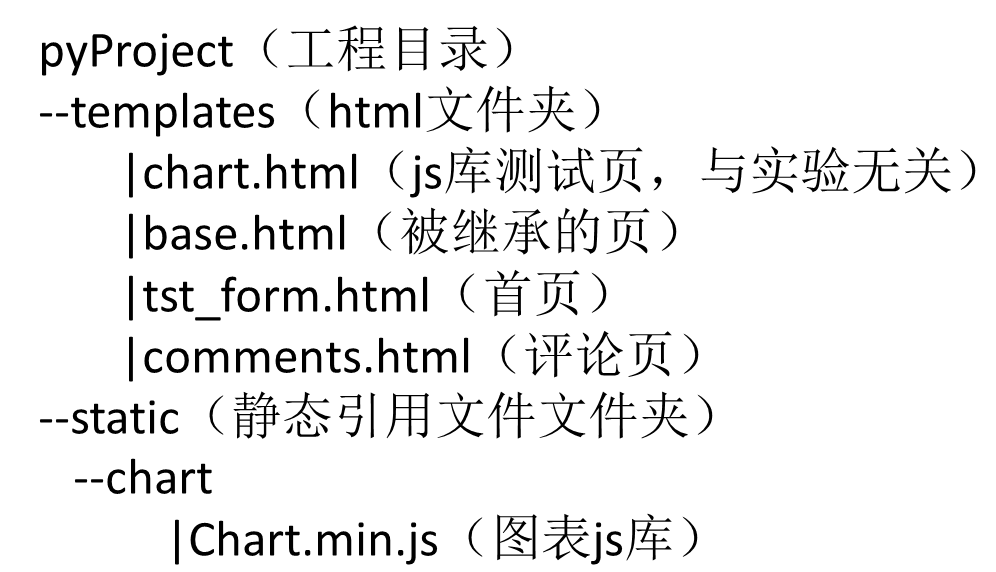 pyProject（工程目录）
--templates（html文件夹）
|chart.html（js库测试页，与实验无关）
|base.html（被继承的页）
|tst_form.html（首页）
|comments.html（评论页）
--static（静态引用文件文件夹）
--chart
|Chart.min.js（图表js库）